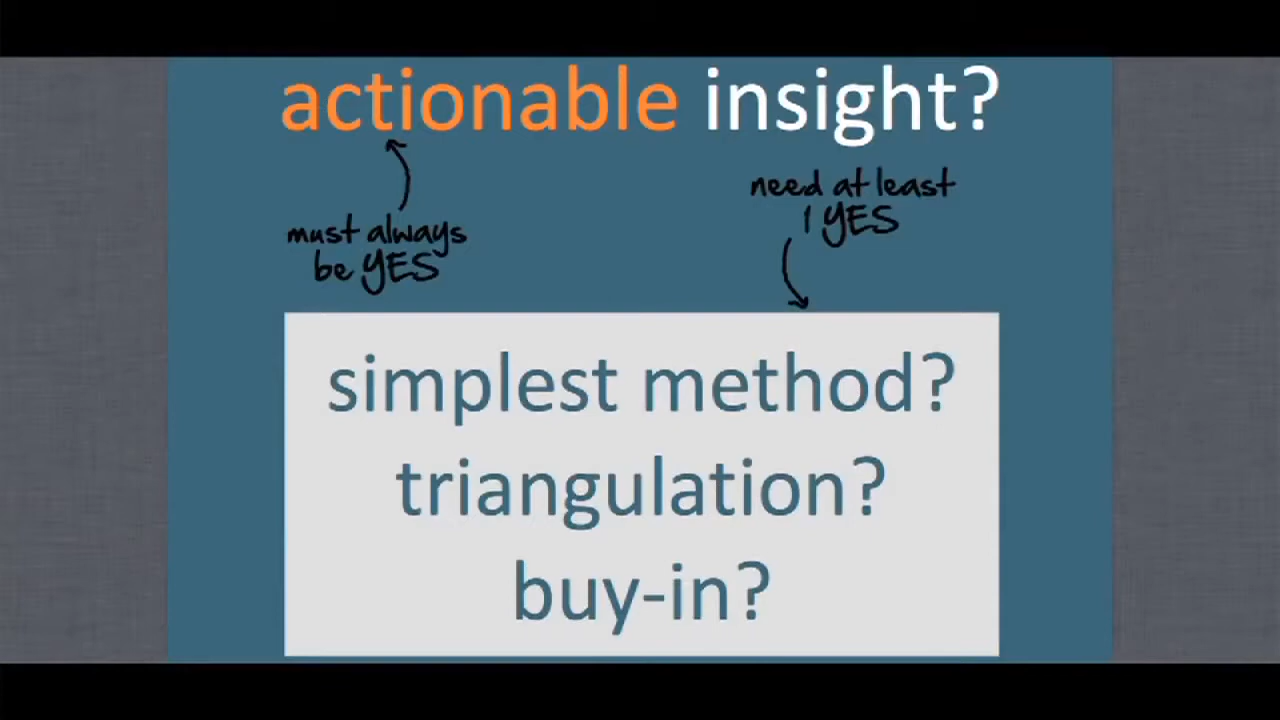 actionable insight?
must always
be YES
need at least
1 YES
simplest method?
triangulation?
buy-in?